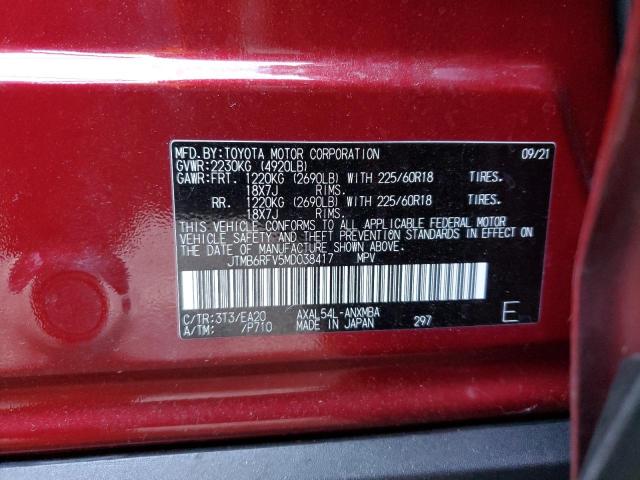 MFD.BY:TOYOTA MOTOR CORPORATION 09/21
GVWR:2230KG (4920LB)
GAWR:FRT. 1220KG (2690LB) WITH 225/60R18 TIRES.
18X7J RIMS.
RR. 1220KG (2690LB) WITH 225/60R18 TIRES.
18X7J RIMS.
THIS VEHICLE CONFORMS TO ALL APPLICABLE FEDERAL MOTOR
VEHICLE SAFETY AND THEFT PREVENTION STANDARDS IN EFFECT ON
THE DATE OF MANUFACTURE SHOWN ABOVE.
JTMB6RFV5MD038417 MPV
C/TR:3T3/EA20 AXAL54L-ANXMBA
A/TM: /P710 MADE IN JAPAN 297 E